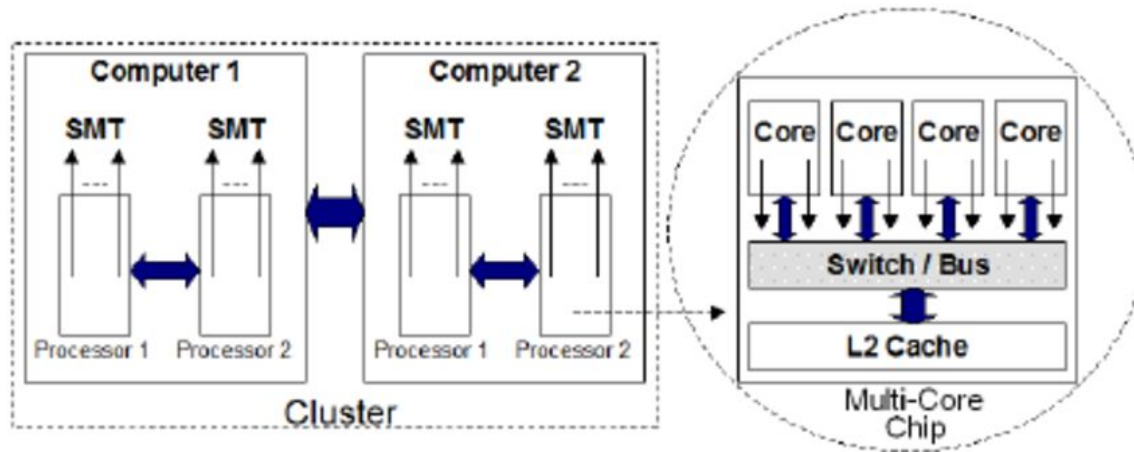 Computer 1
SMT SMT
Processor 1 Processor 2
Computer 2
SMT SMT
Processor 1 Processor 2
Cluster
Core Core Core Core
Switch / Bus
L2 Cache
Multi-Core
Chip